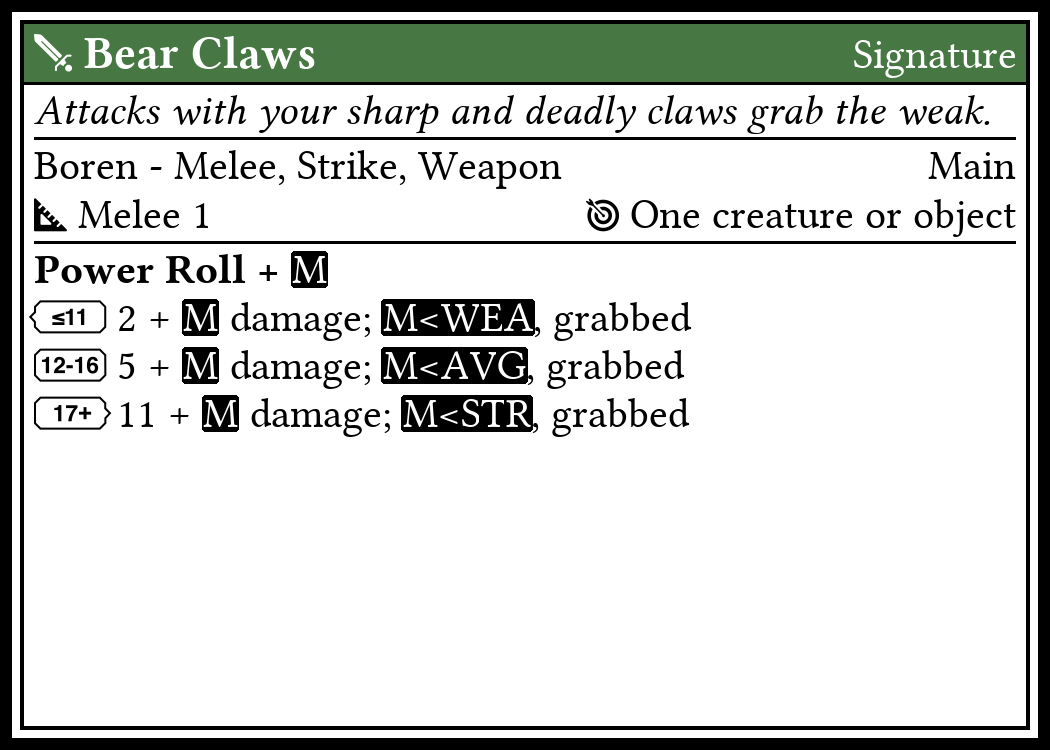 Bear Claws Signature
Attacks with your sharp and deadly claws grab the weak.
Boren - Melee, Strike, Weapon Main
Melee 1 One creature or object
Power Roll + M
≤11 2 + M damage; M<WEA, grabbed
12-16 5 + M damage; M<AVG, grabbed
17+ 11 + M damage; M<STR, grabbed